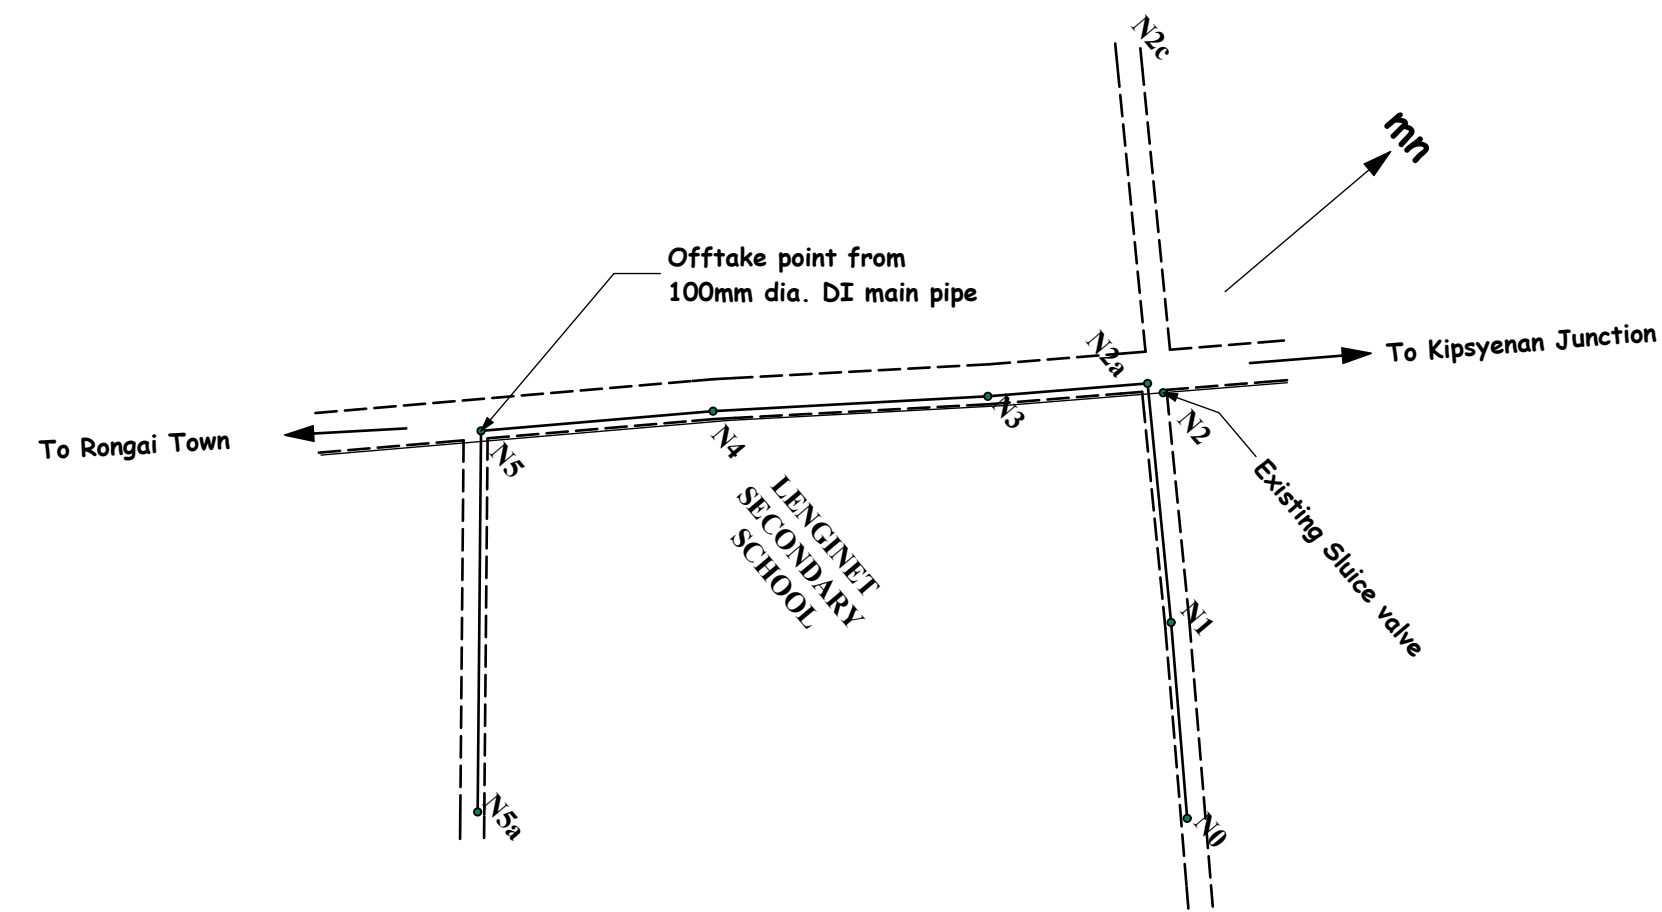 N2c
mn
Offtake point from
100mm dia. DI main pipe
To Kipsyenan Junction
N2a
N3
N2
To Rongai Town
N4
N5
Existing Sluice valve
LENGINET
SECONDARY
SCHOOL
N1
N5a
N0